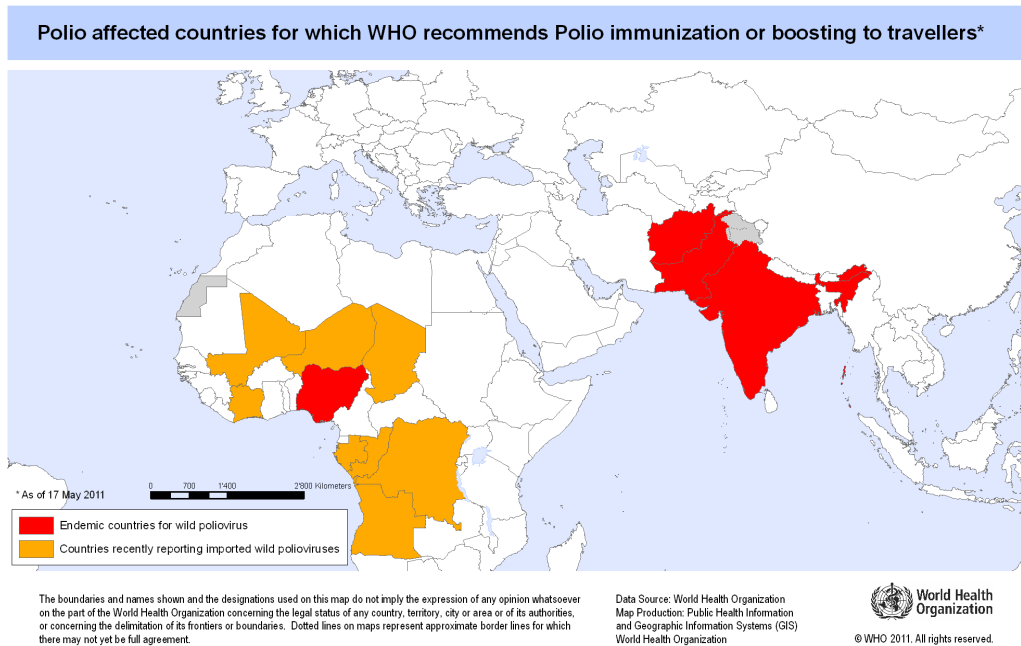 Polio affected countries for which WHO recommends Polio immunization or boosting to travellers*
* As of 17 May 2011
0 700 1'400 2'800 Kilometers
Endemic countries for wild poliovirus
Countries recently reporting imported wild polioviruses
The boundaries and names shown and the designations used on this map do not imply the expression of any opinion whatsoever
on the part of the World Health Organization concerning the legal status of any country, territory, city or area or of its authorities,
or concerning the delimitation of its frontiers or boundaries. Dotted lines on maps represent approximate border lines for which
there may not yet be full agreement.
Data Source: World Health Organization
Map Production: Public Health Information
and Geographic Information Systems (GIS)
World Health Organization
World Health
Organization
© WHO 2011. All rights reserved.